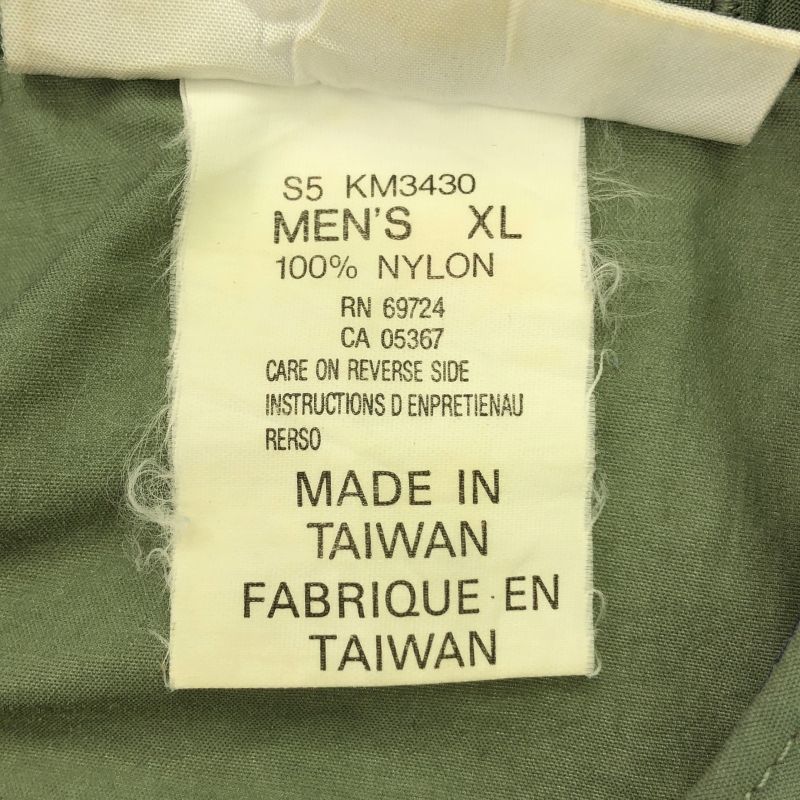 S5 KM3430
MEN'S XL
100% NYLON
RN 69724
CA 05367
CARE ON REVERSE SIDE
INSTRUCTIONS D ENPRETIENAU
RERSO
MADE IN
TAIWAN
FABRIQUE·EN
TAIWAN